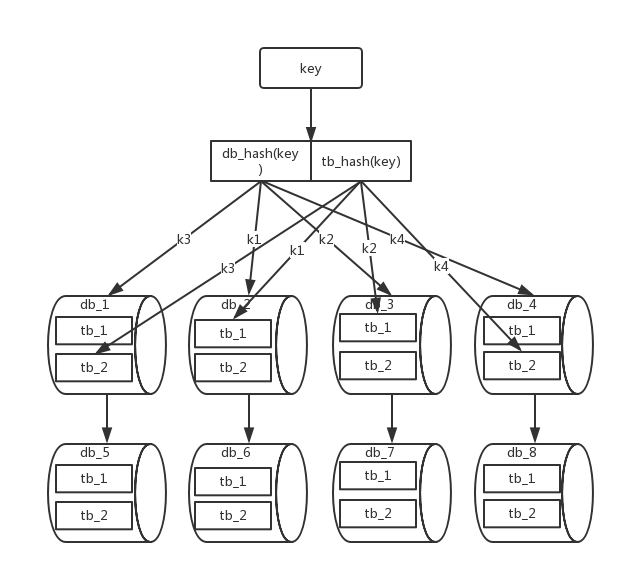 key
db_hash(key
)
tb_hash(key)
k3
k1
k2
k4
k3
k1
k2
k4
db_1
db_2
db_3
db_4
tb_1
tb_1
tb_1
tb_1
tb_2
tb_2
tb_2
tb_2
db_5
db_6
db_7
db_8
tb_1
tb_1
tb_1
tb_1
tb_2
tb_2
tb_2
tb_2